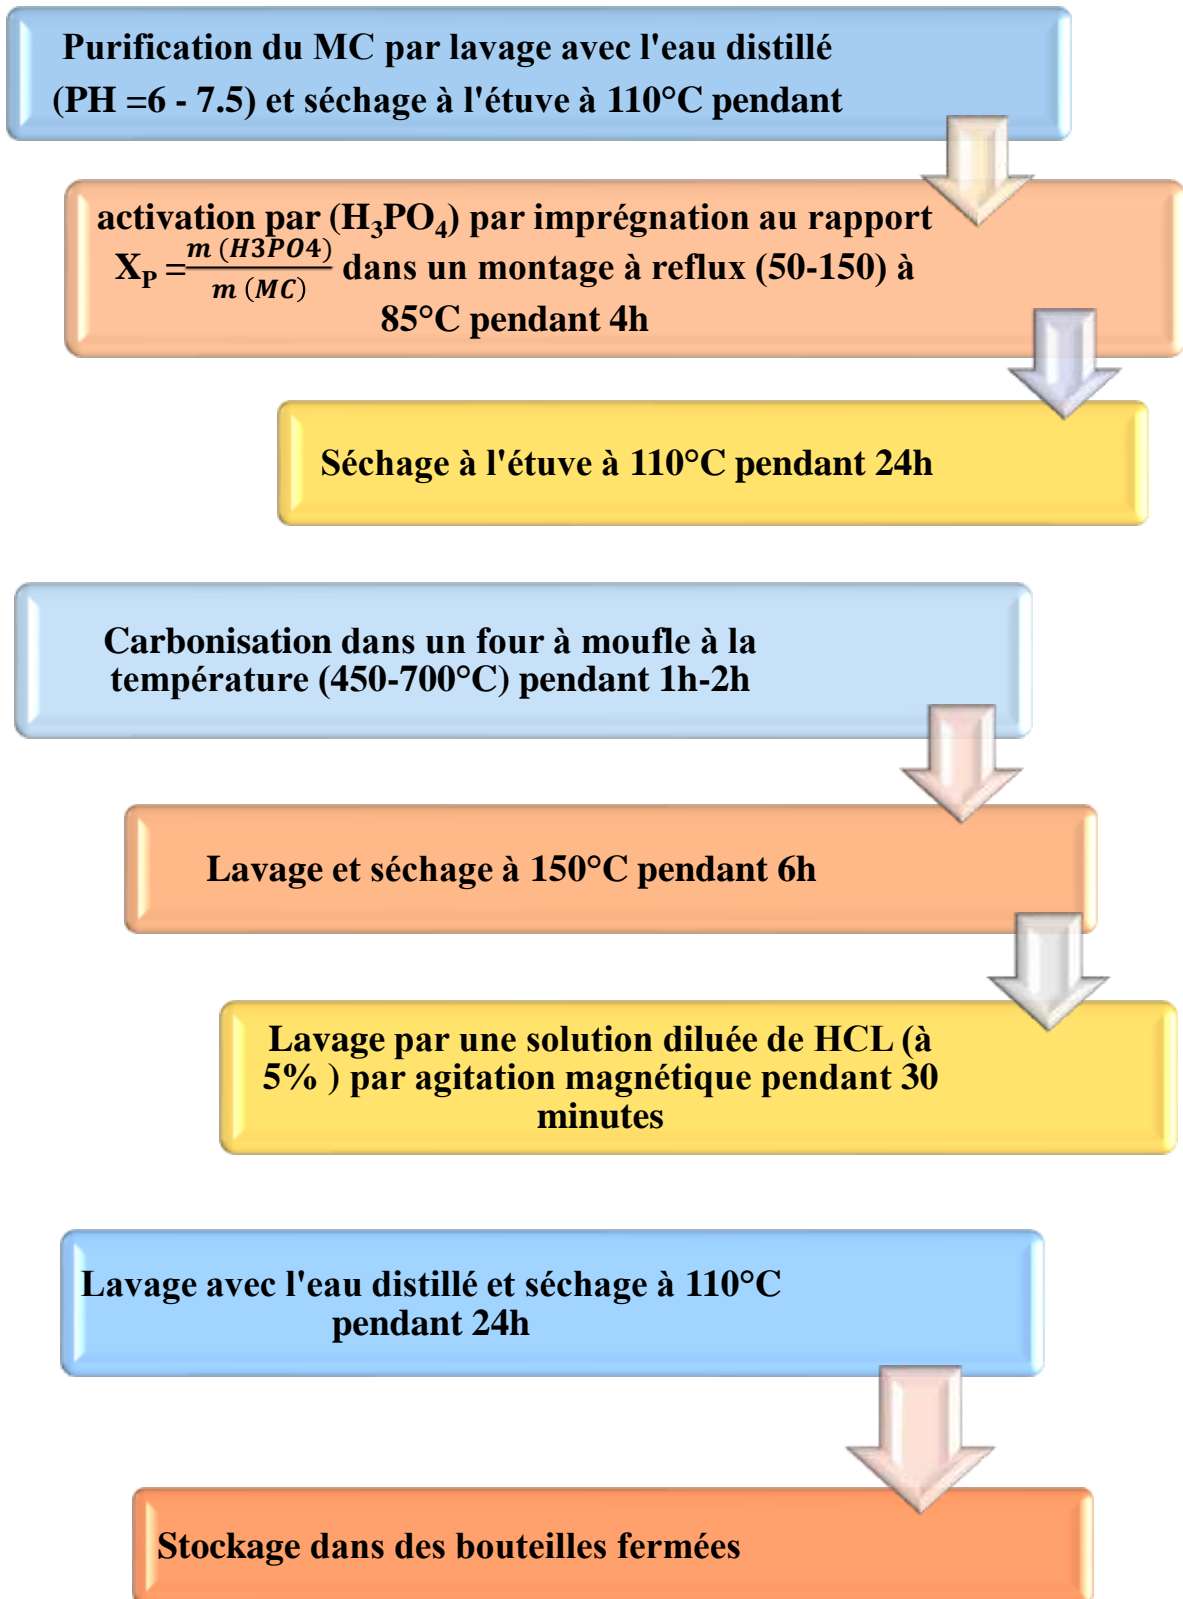 Purification du MC par lavage avec l'eau distillé
(PH =6 - 7.5) et séchage à l'étuve à 110°C pendant
activation par (H₃PO₄) par imprégnation au rapport
X_P = m (H3PO4) / m (MC) dans un montage à reflux (50-150) à
85°C pendant 4h
Séchage à l'étuve à 110°C pendant 24h
Carbonisation dans un four à moufle à la
température (450-700°C) pendant 1h-2h
Lavage et séchage à 150°C pendant 6h
Lavage par une solution diluée de HCL (à
5% ) par agitation magnétique pendant 30
minutes
Lavage avec l'eau distillé et séchage à 110°C
pendant 24h
Stockage dans des bouteilles fermées